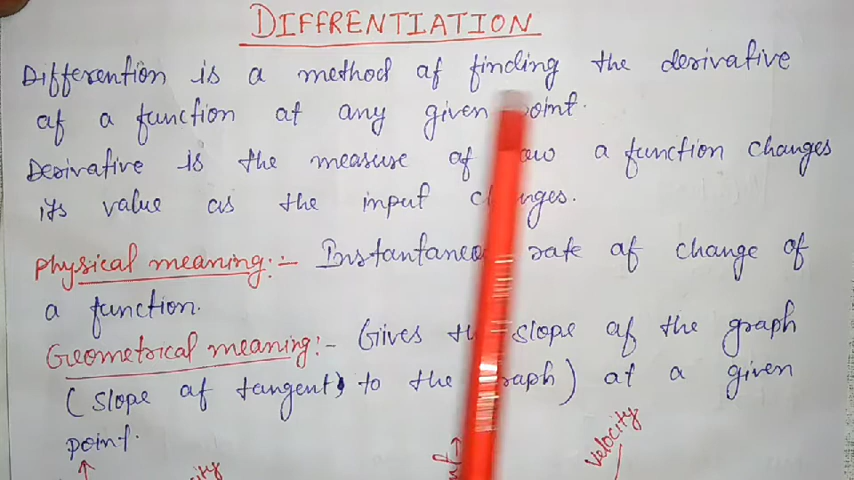 DIFFRENTIATION
Differention is a method of finding the derivative
of a function at any given point.
Derivative is the measure of a function changes
its value as the input
Physical meaning:- rate of change of
a function.
Geometrical meaning:- Gives slope of the graph
(slope of tangent to the at a given
point.
Velocity